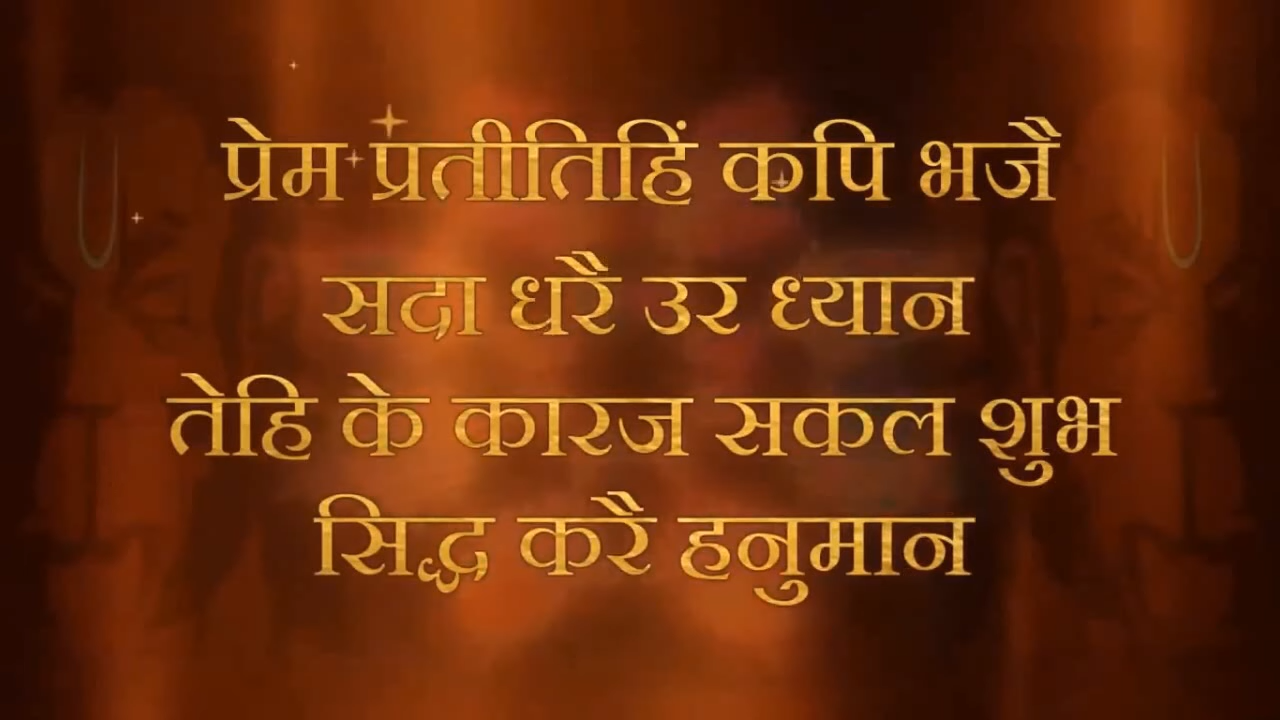 प्रेम प्रतीतिहिं कपि भजै
सदा धरै उर ध्यान
तेहि के कारज सकल शुभ
सिद्ध करै हनुमान